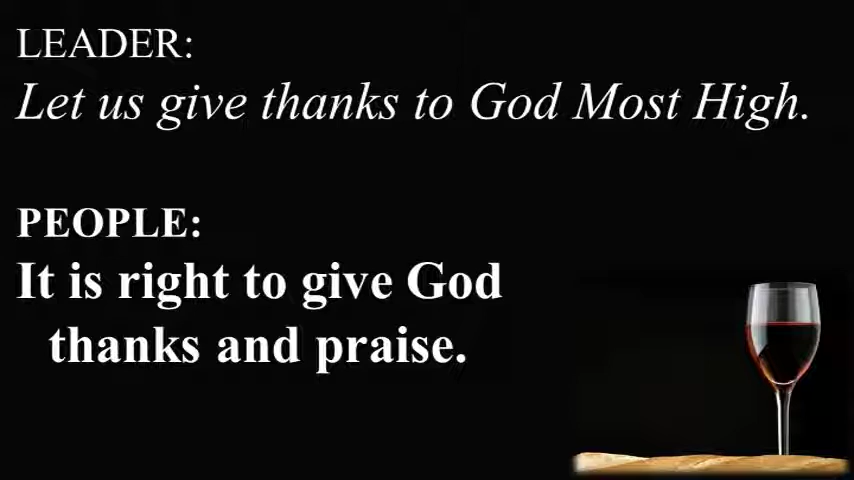 LEADER:
Let us give thanks to God Most High.
PEOPLE:
It is right to give God
thanks and praise.